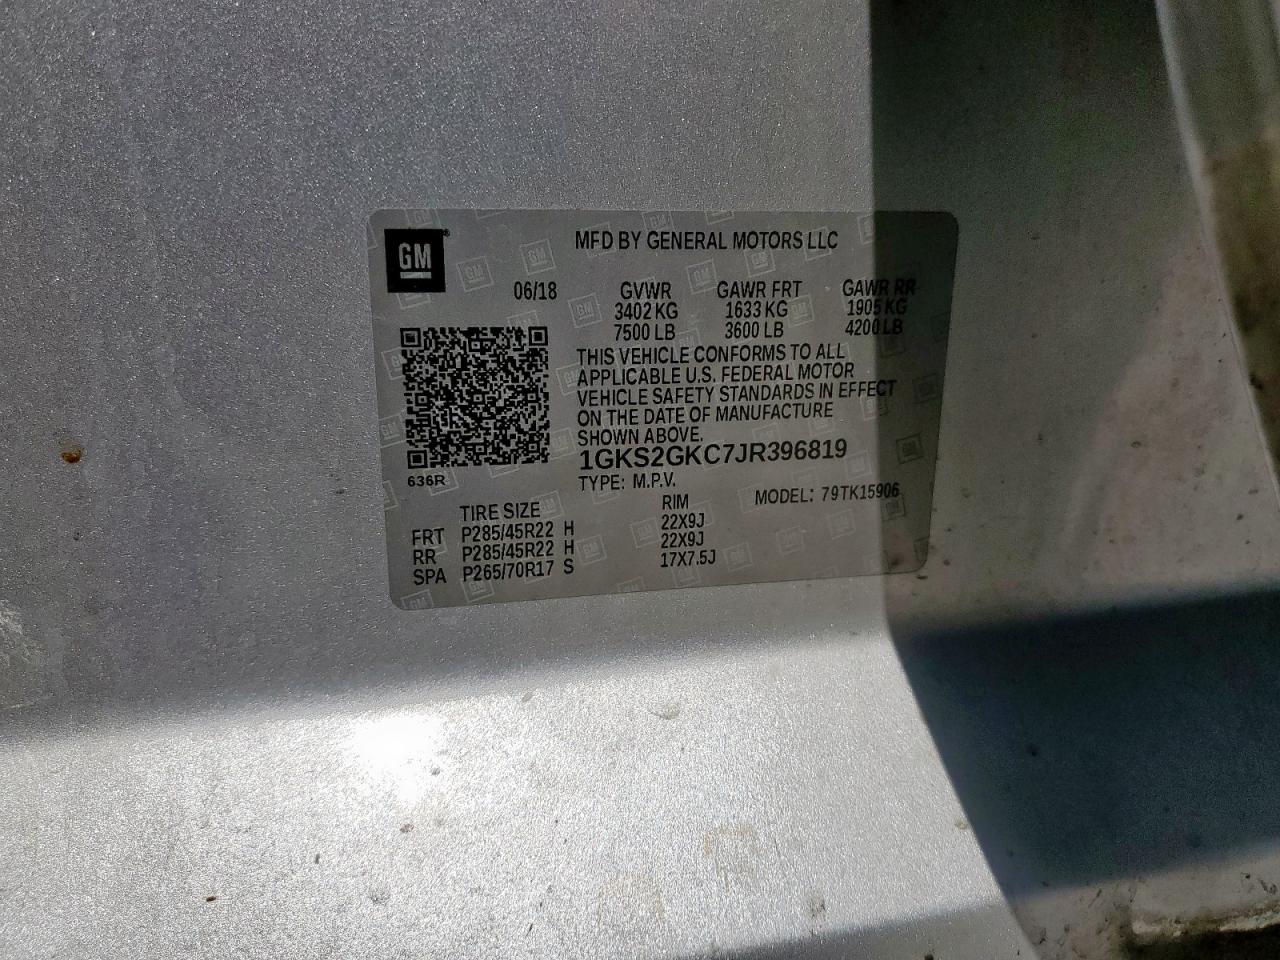 GM
MFD BY GENERAL MOTORS LLC
06/18 GVWR GAWR FRT GAWR RR
3402 KG 1633 KG 1905 KG
7500 LB 3600 LB 4200 LB
THIS VEHICLE CONFORMS TO ALL
APPLICABLE U.S. FEDERAL MOTOR
VEHICLE SAFETY STANDARDS IN EFFECT
ON THE DATE OF MANUFACTURE
SHOWN ABOVE.
1GKS2GKC7JR396819
636R
TYPE: M.P.V. MODEL: 79TK15906
TIRE SIZE RIM
FRT P285/45R22 H 22X9J
RR P285/45R22 H 22X9J
SPA P265/70R17 S 17X7.5J